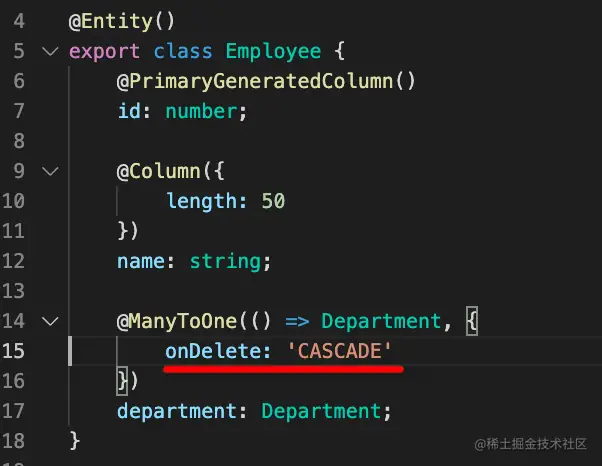 4 @Entity()
5 export class Employee {
6     @PrimaryGeneratedColumn()
7     id: number;
8
9     @Column({
10         length: 50
11     })
12     name: string;
13
14     @ManyToOne(() => Department, {
15         onDelete: 'CASCADE'
16     })
17     department: Department;
18 }
@稀土掘金技术社区